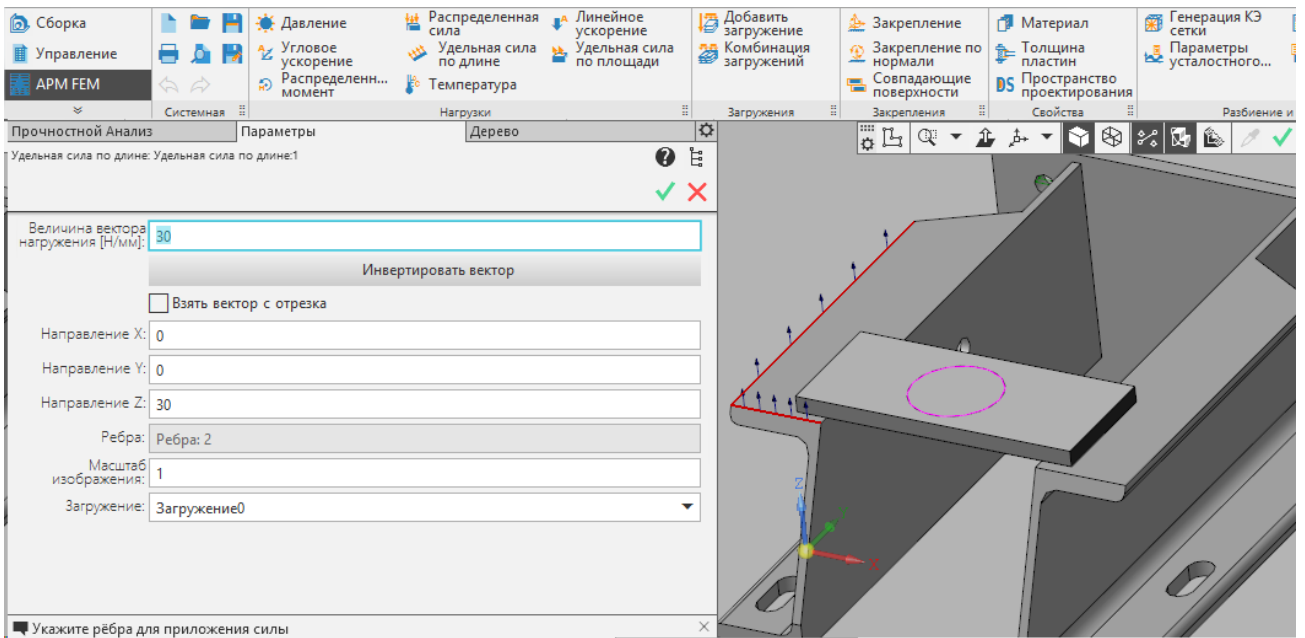 Сборка
Управление
APM FEM
Системная
Давление
Угловое
ускорение
Распределенн...
момент
Распределенная
сила
Удельная сила
по длине
Температура
Линейное
ускорение
Удельная сила
по площади
Нагрузки
Добавить
загружение
Комбинация
загружений
Загружения
Закрепление
Закрепление по
нормали
Совпадающие
поверхности
Закрепления
Материал
Толщина
пластин
DS Пространство
проектирования
Свойства
Генерация КЭ
сетки
Параметры
усталостного...
Разбиение и
Прочностной Анализ
Параметры
Дерево
Удельная сила по длине: Удельная сила по длине:1
Величина вектора
нагружения [Н/мм]: 30
Инвертировать вектор
Взять вектор с отрезка
Направление X: 0
Направление Y: 0
Направление Z: 30
Ребра: Ребра: 2
Масштаб
изображения: 1
Загружение: Загружение0
Укажите рёбра для приложения силы
Z
Y
X